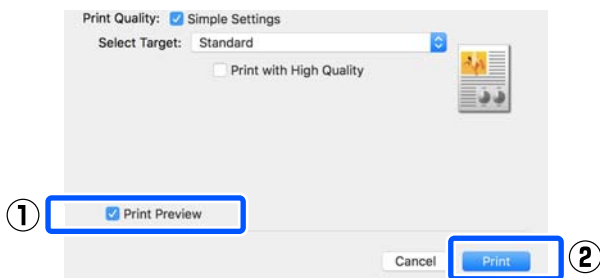 Print Quality: Simple Settings
Select Target: Standard
Print with High Quality
① Print Preview
Cancel Print ②